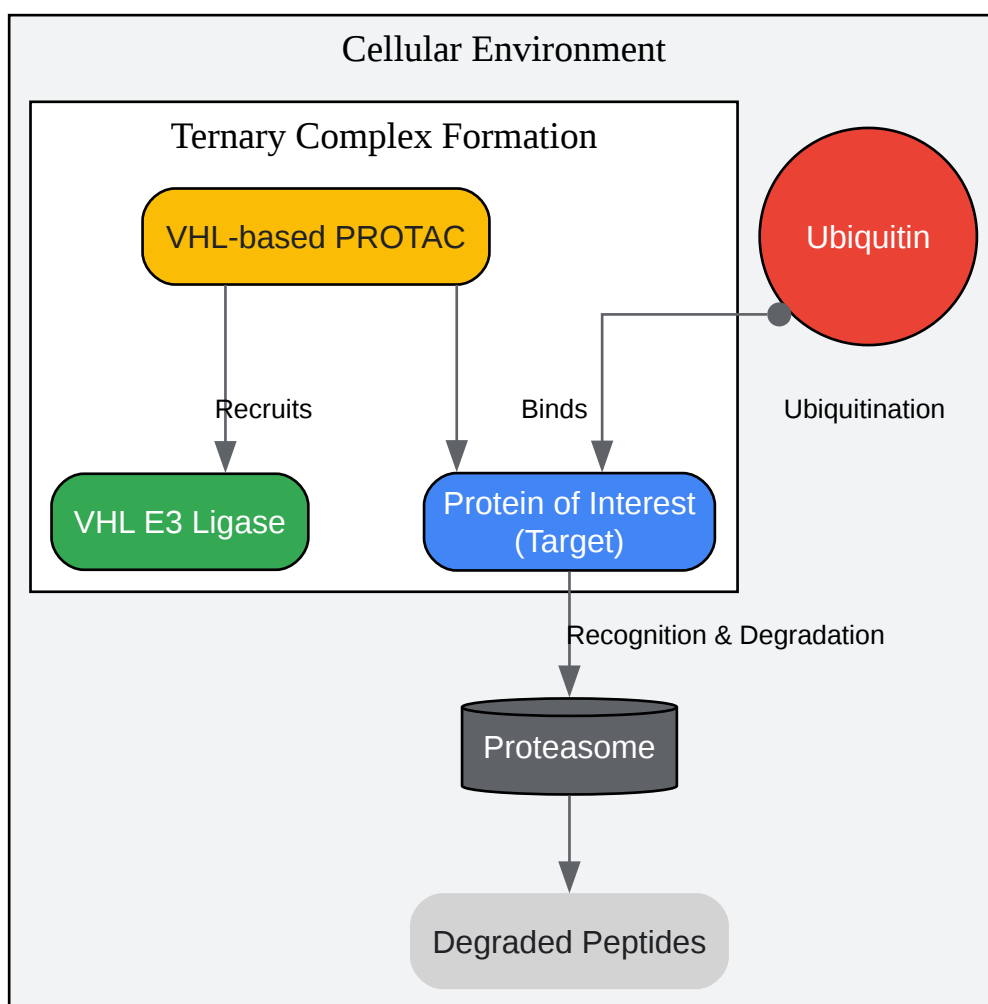 Cellular Environment
Ternary Complex Formation
VHL-based PROTAC
Ubiquitin
Recruits
Binds
Ubiquitination
VHL E3 Ligase
Protein of Interest
(Target)
Recognition & Degradation
Proteasome
Degraded Peptides